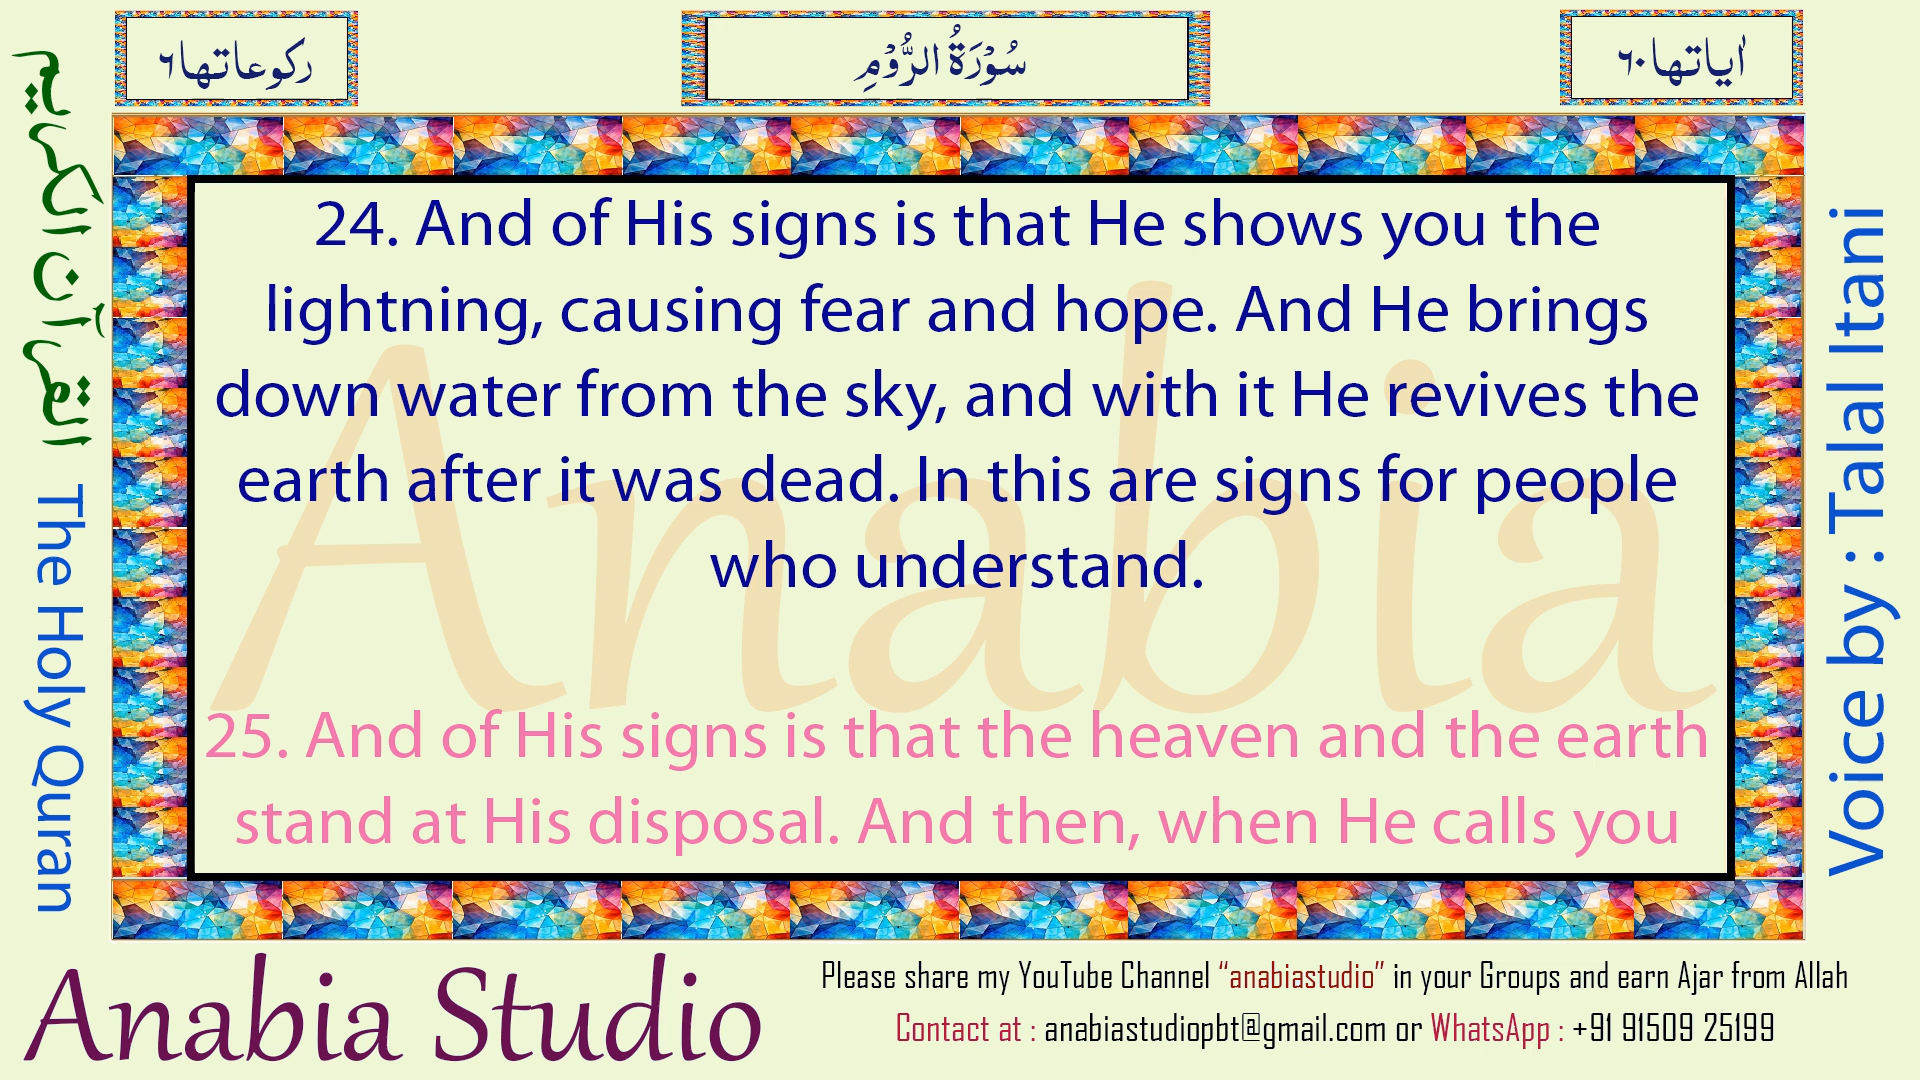 رکوعاتها٦
سُوۡرَةُ الرُّوۡمِ
اٰیاتها٦٠
القرآن الكريم
The Holy Quran
24. And of His signs is that He shows you the
lightning, causing fear and hope. And He brings
down water from the sky, and with it He revives the
earth after it was dead. In this are signs for people
who understand.
25. And of His signs is that the heaven and the earth
stand at His disposal. And then, when He calls you
Anabia
Voice by : Talal Itani
Anabia Studio
Please share my YouTube Channel “anabiastudio” in your Groups and earn Ajar from Allah
Contact at : anabiastudiopbt@gmail.com or WhatsApp : +91 91509 25199